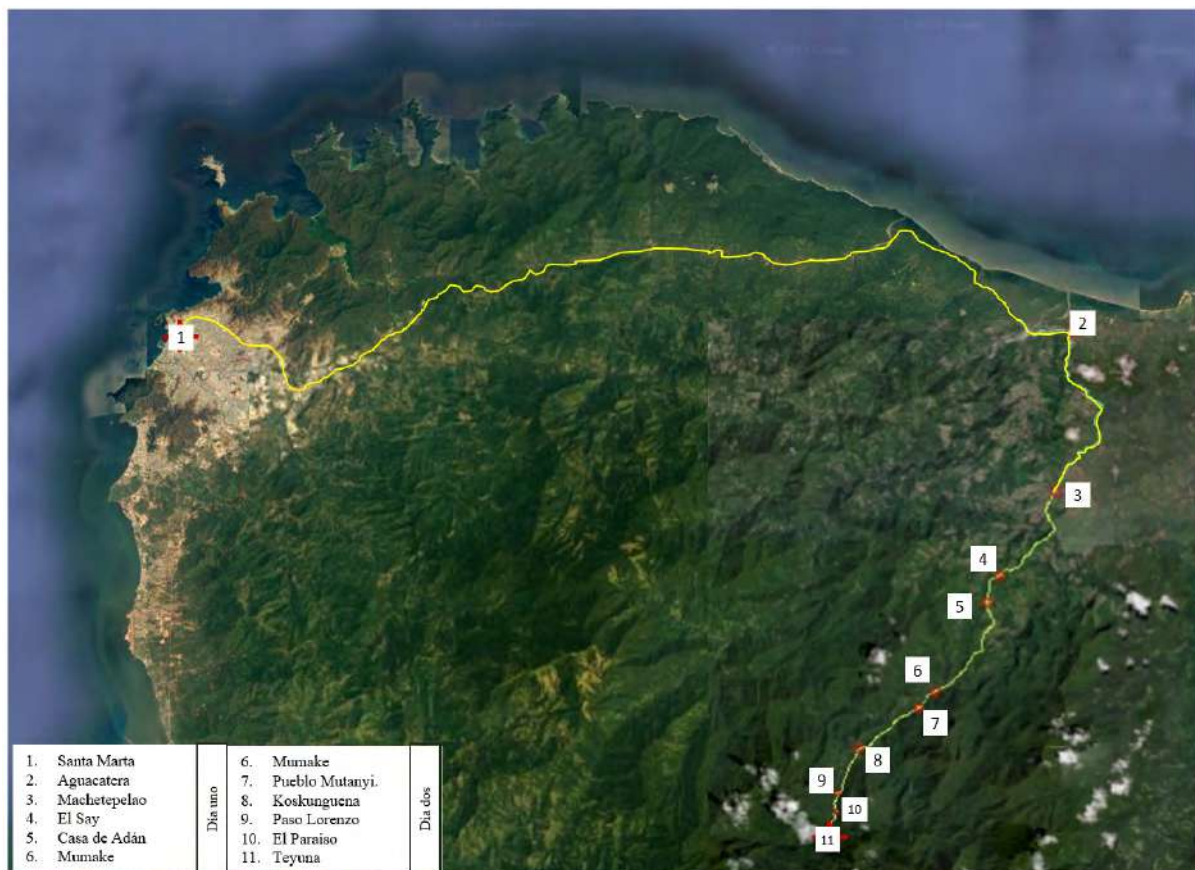 1
2
3
4
5
6
7
8
9
10
11
1. Santa Marta
2. Aguacatera
3. Machetepelao
4. El Say
5. Casa de Adán
6. Mumake
Dia uno
6. Mumake
7. Pueblo Mutanyi.
8. Koskunguena
9. Paso Lorenzo
10. El Paraiso
11. Teyuna
Dia dos